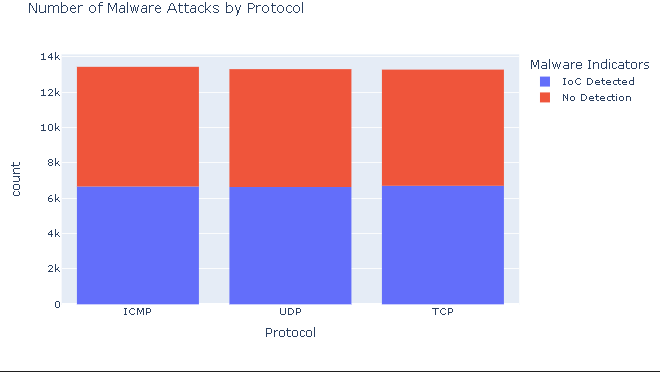 Number of Malware Attacks by Protocol
Malware Indicators
IoC Detected
No Detection
count
14k
12k
10k
8k
6k
4k
2k
0
ICMP
UDP
TCP
Protocol